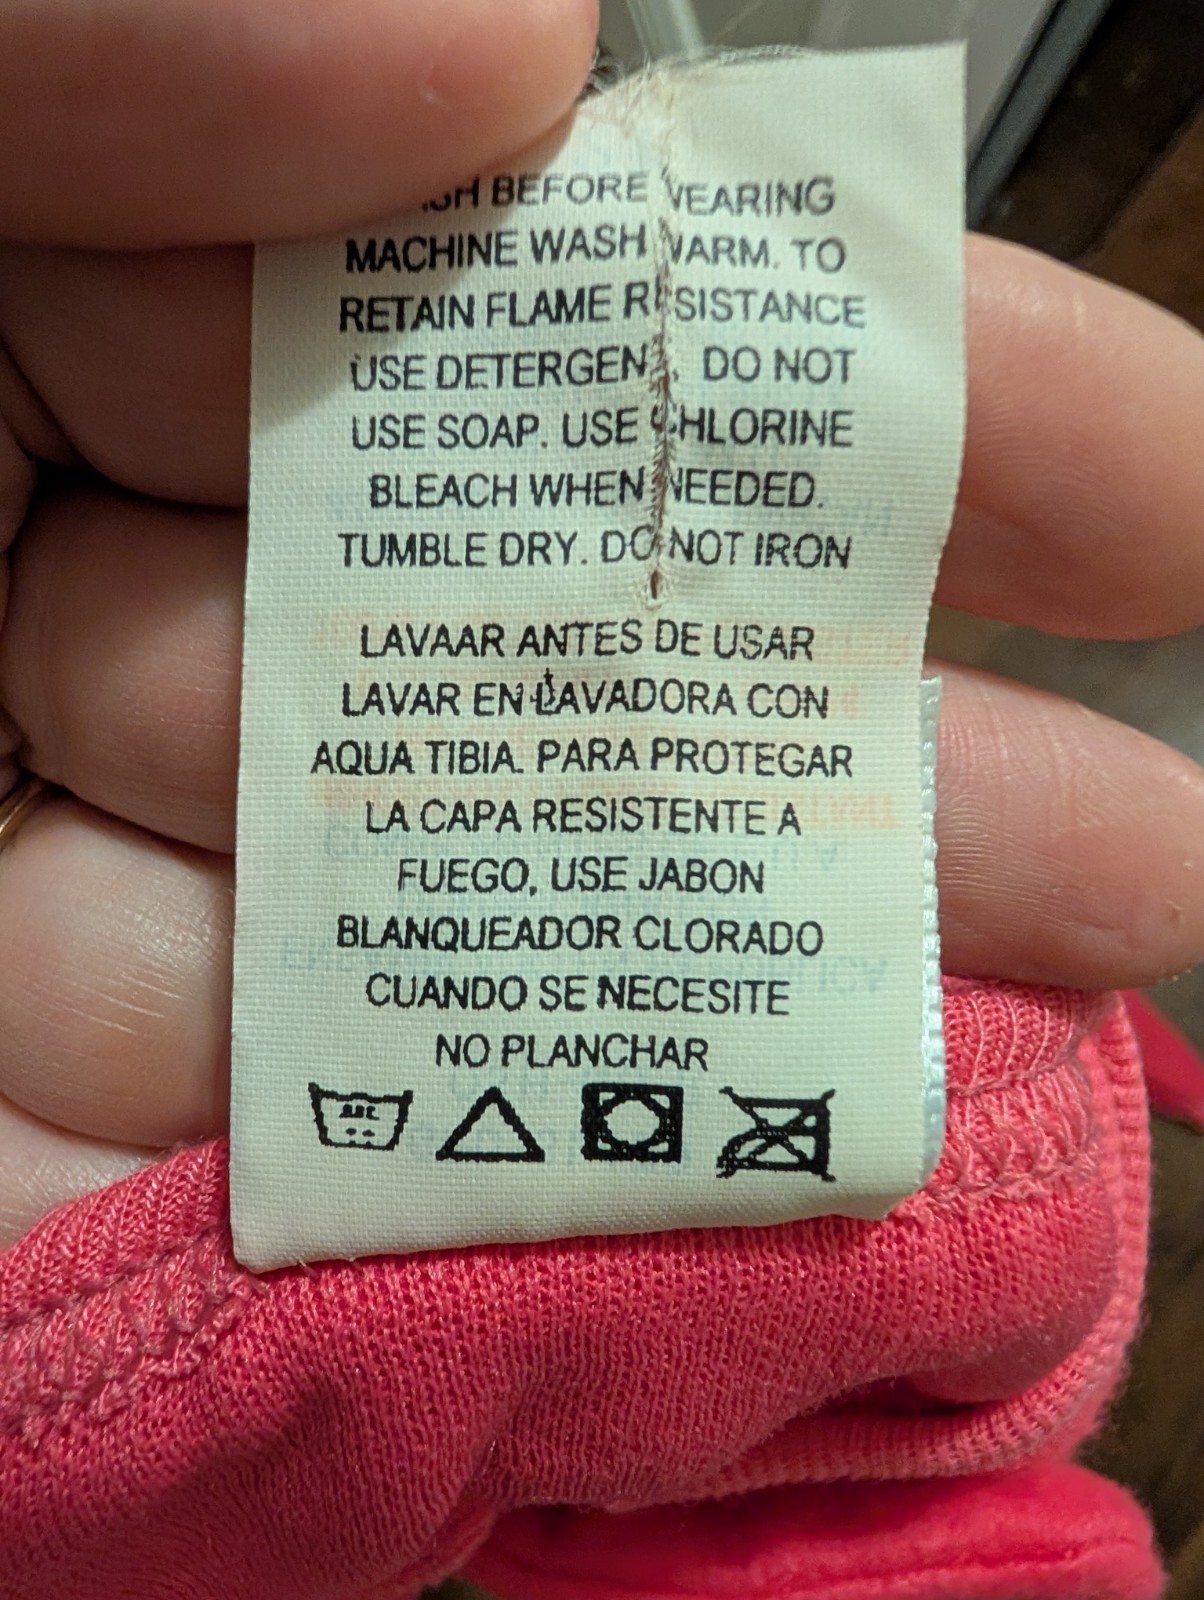 BEFORE WEARING
MACHINE WASH WARM. TO
RETAIN FLAME RESISTANCE
USE DETERGENT. DO NOT
USE SOAP. USE CHLORINE
BLEACH WHEN NEEDED.
TUMBLE DRY. DO NOT IRON
LAVAAR ANTES DE USAR
LAVAR EN LAVADORA CON
AQUA TIBIA. PARA PROTEGAR
LA CAPA RESISTENTE A
FUEGO, USE JABON
BLANQUEADOR CLORADO
CUANDO SE NECESITE
NO PLANCHAR